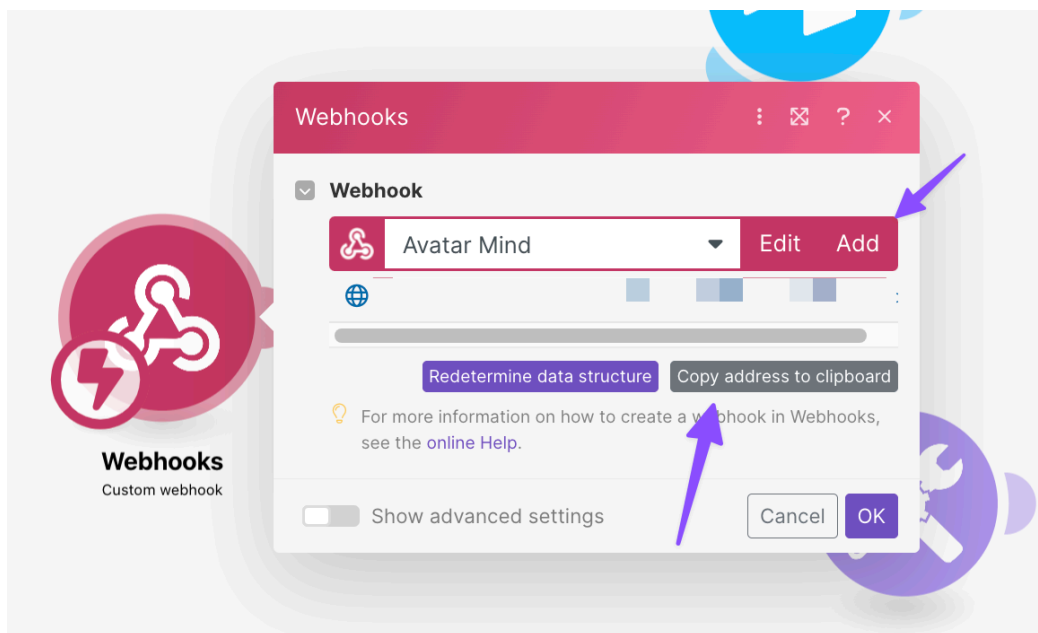 Webhooks
Webhook
Avatar Mind
Edit
Add
Redetermine data structure
Copy address to clipboard
For more information on how to create a webhook in Webhooks,
see the online Help.
Webhooks
Custom webhook
Show advanced settings
Cancel
OK